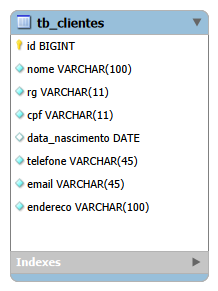 tb_clientes
id BIGINT
nome VARCHAR(100)
rg VARCHAR(11)
cpf VARCHAR(11)
data_nascimento DATE
telefone VARCHAR(45)
email VARCHAR(45)
endereco VARCHAR(100)
Indexes